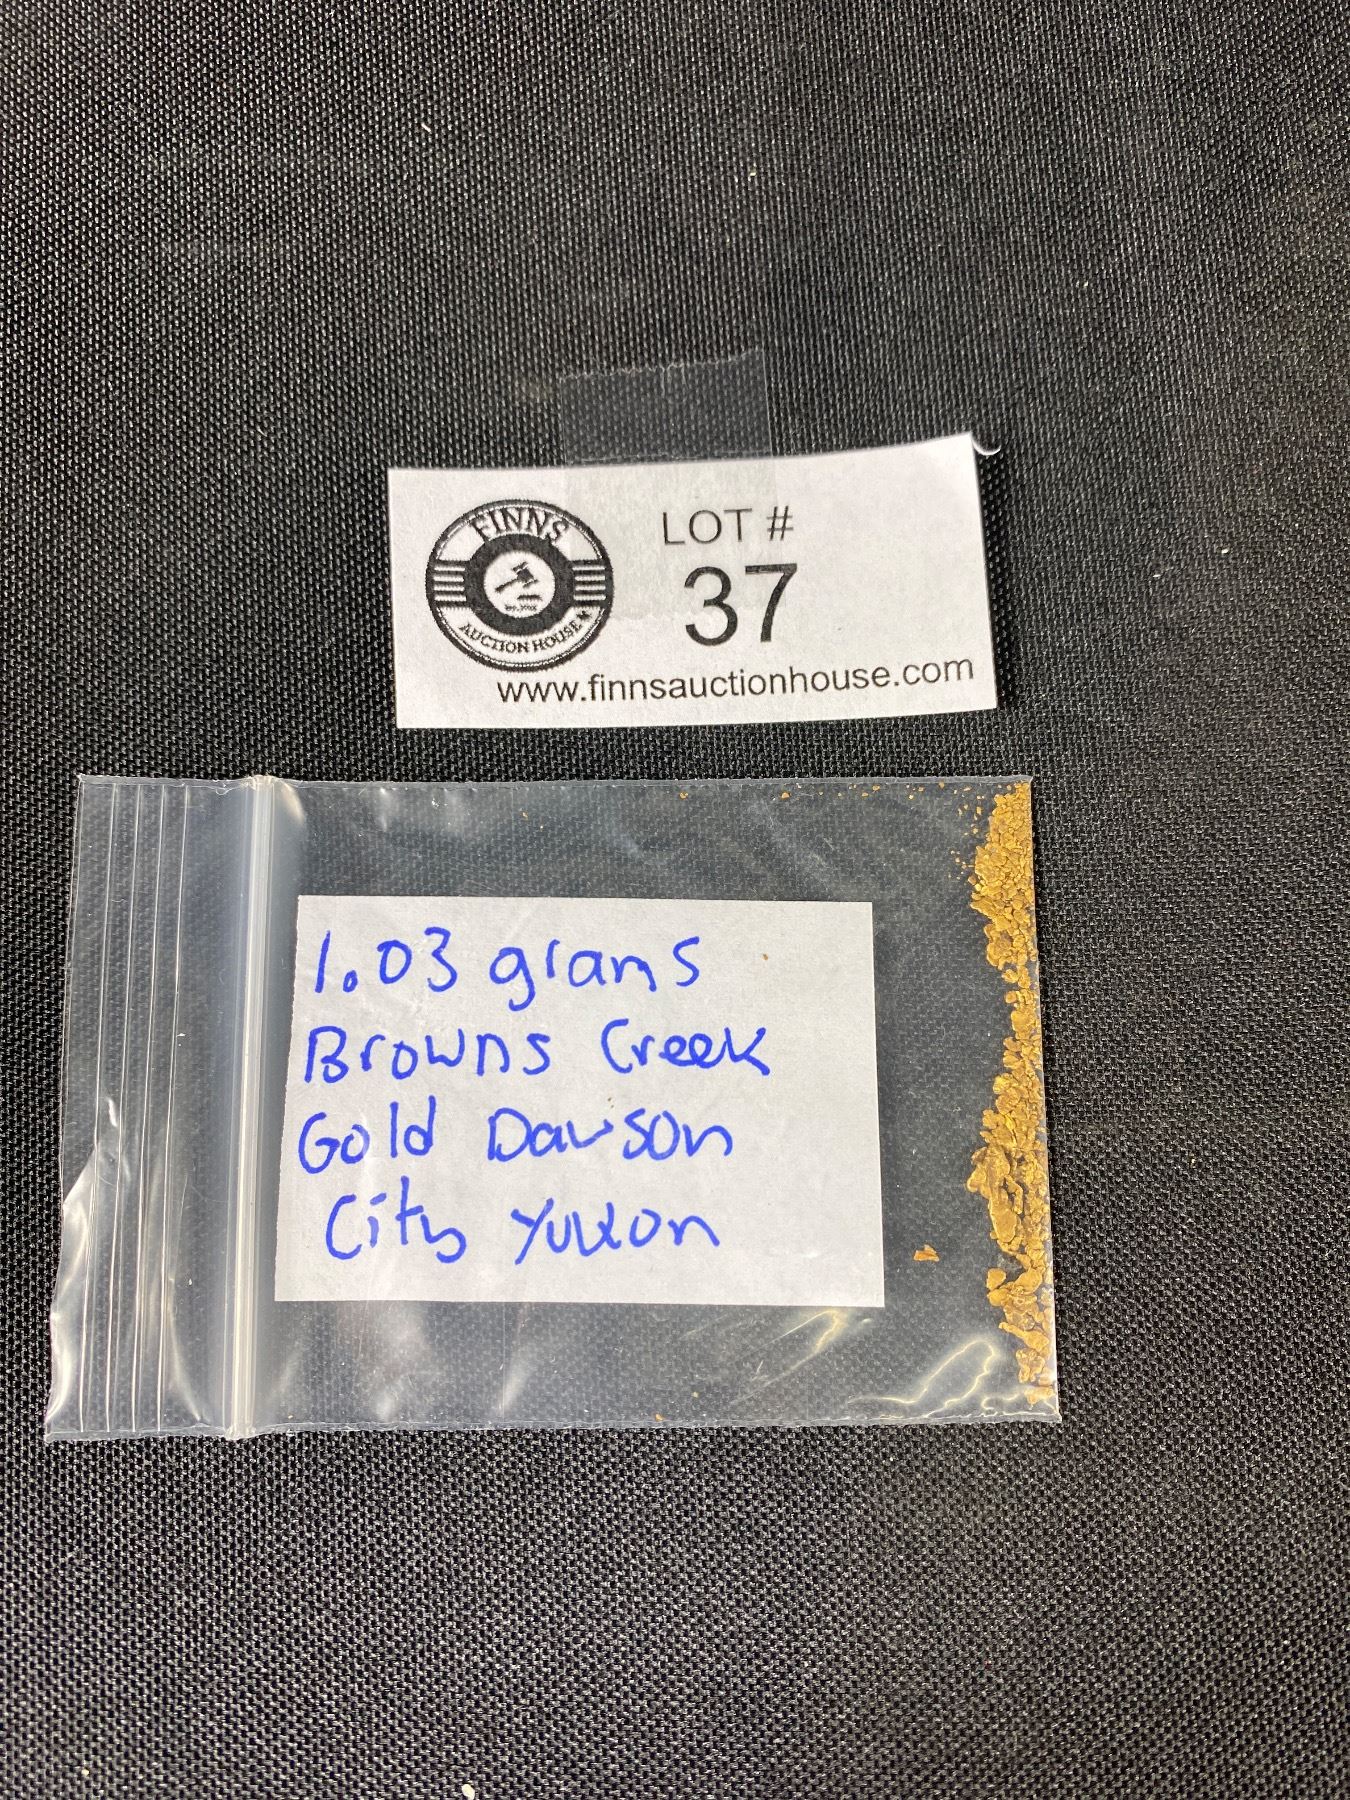 FINNS
AUCTION HOUSE
LOT #
37
www.finnsauctionhouse.com
1.03 grams
Browns Creek
Gold Dawson
City Yukon